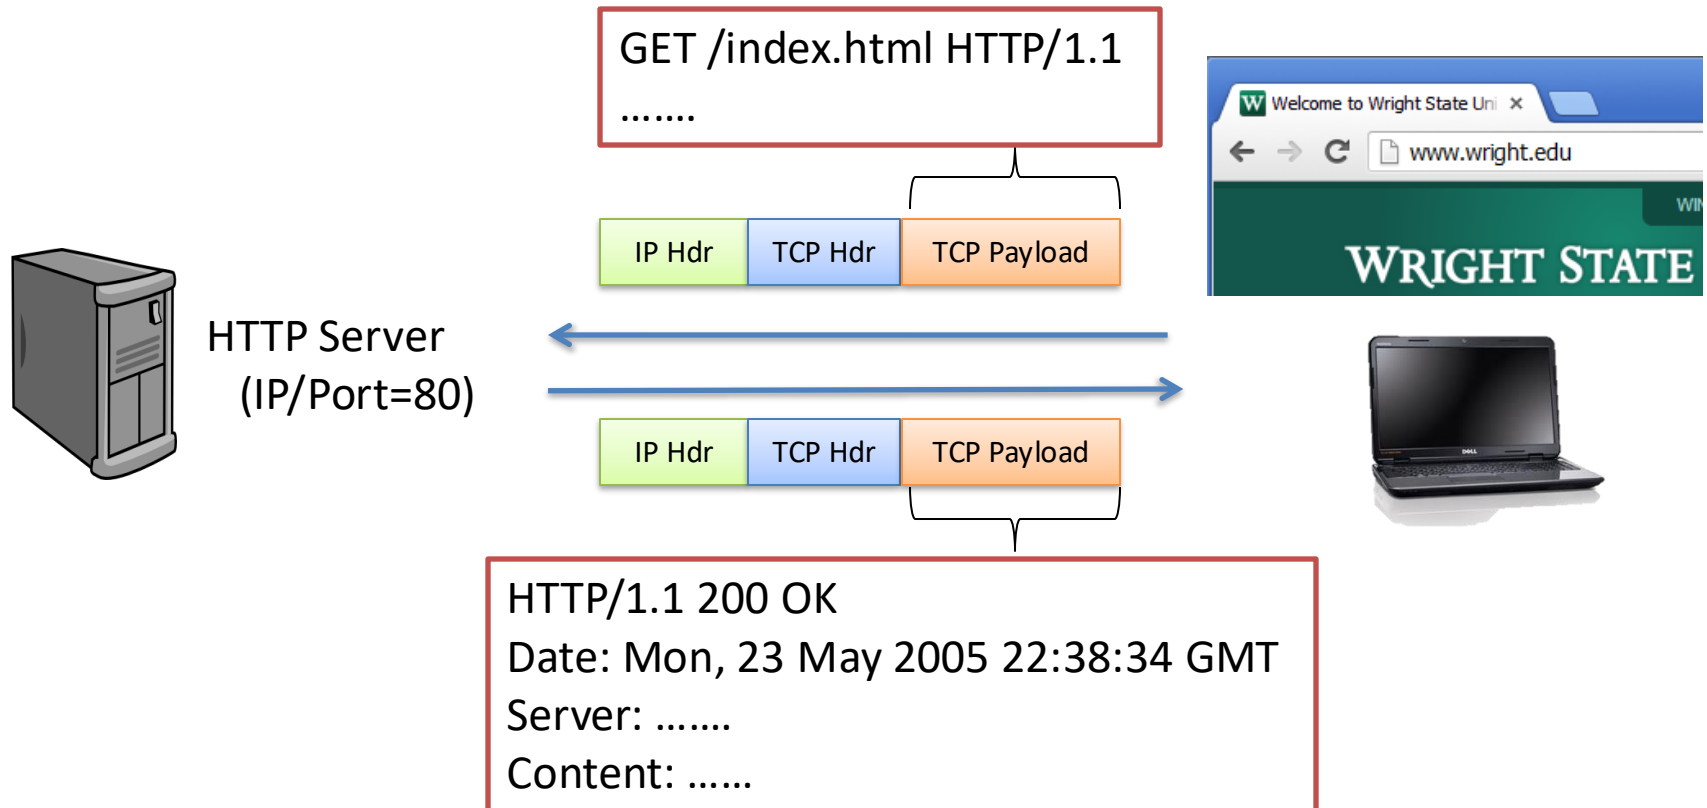 GET /index.html HTTP/1.1
.......
W Welcome to Wright State Uni
www.wright.edu
WRIGHT STATE
IP Hdr TCP Hdr TCP Payload
HTTP Server
(IP/Port=80)
IP Hdr TCP Hdr TCP Payload
DELL
HTTP/1.1 200 OK
Date: Mon, 23 May 2005 22:38:34 GMT
Server: .......
Content: ......